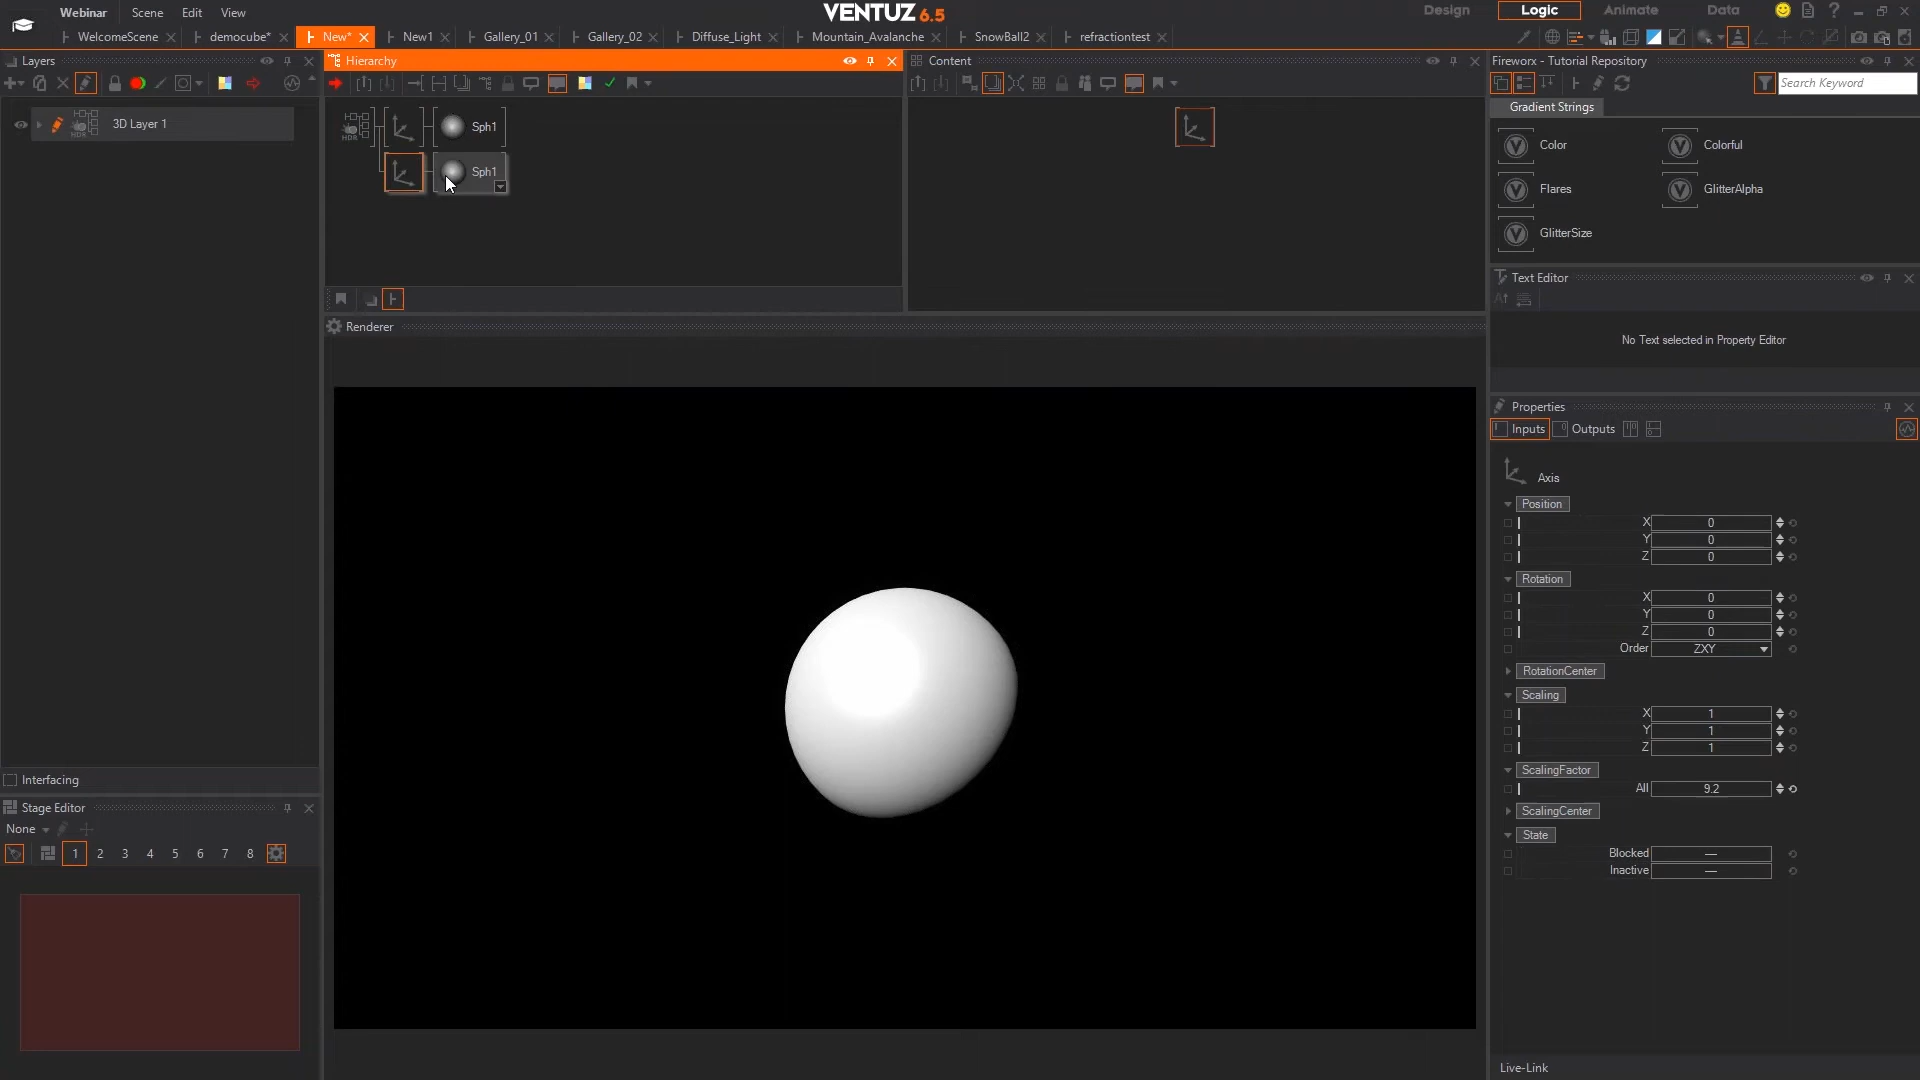 Webinar Scene Edit View
VENTUZ 6.5
Design Logic Animate Data
WelcomeScene democube* New* New1 Gallery_01 Gallery_02 Diffuse_Light Mountain_Avalanche SnowBall2 refractiontest
Layers
HDR 3D Layer 1
Interfacing
Stage Editor
None
1 2 3 4 5 6 7 8
Hierarchy
HDR Sph1
Sph1
Content
Renderer
Fireworx - Tutorial Repository
Search Keyword
Gradient Strings
Color Colorful
Flares GlitterAlpha
GlitterSize
Text Editor
No Text selected in Property Editor
Properties
Inputs Outputs
Axis
Position
X 0
Y 0
Z 0
Rotation
X 0
Y 0
Z 0
Order ZXY
RotationCenter
Scaling
X 1
Y 1
Z 1
ScalingFactor
All 9.2
ScalingCenter
State
Blocked —
Inactive —
Live-Link